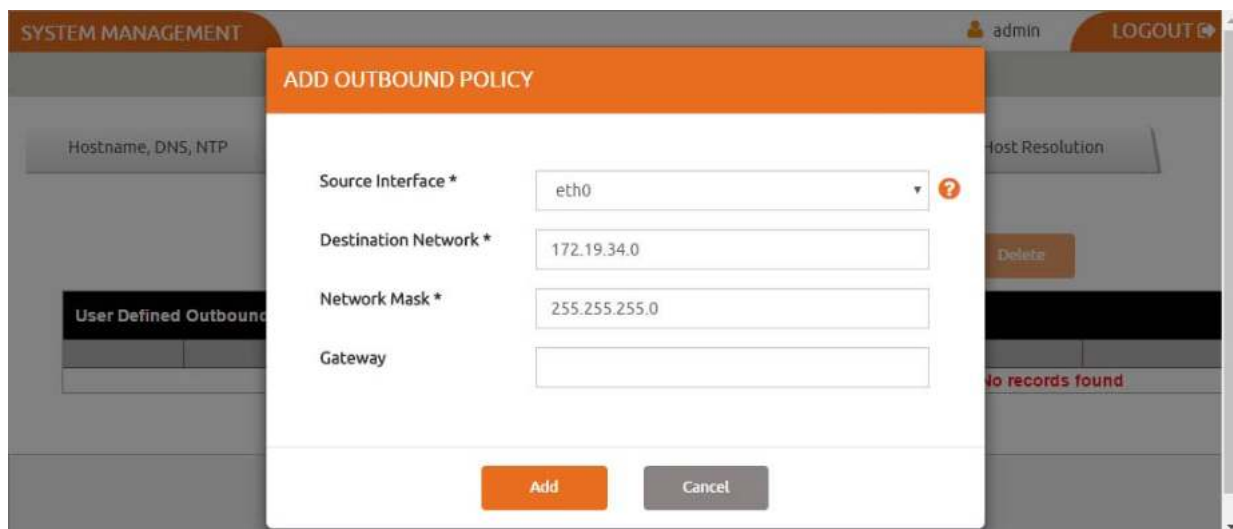 SYSTEM MANAGEMENT
admin
LOGOUT
ADD OUTBOUND POLICY
Hostname, DNS, NTP
Host Resolution
Source Interface *
eth0
Destination Network *
172.19.34.0
Delete
Network Mask *
255.255.255.0
User Defined Outbound
Gateway
No records found
Add
Cancel